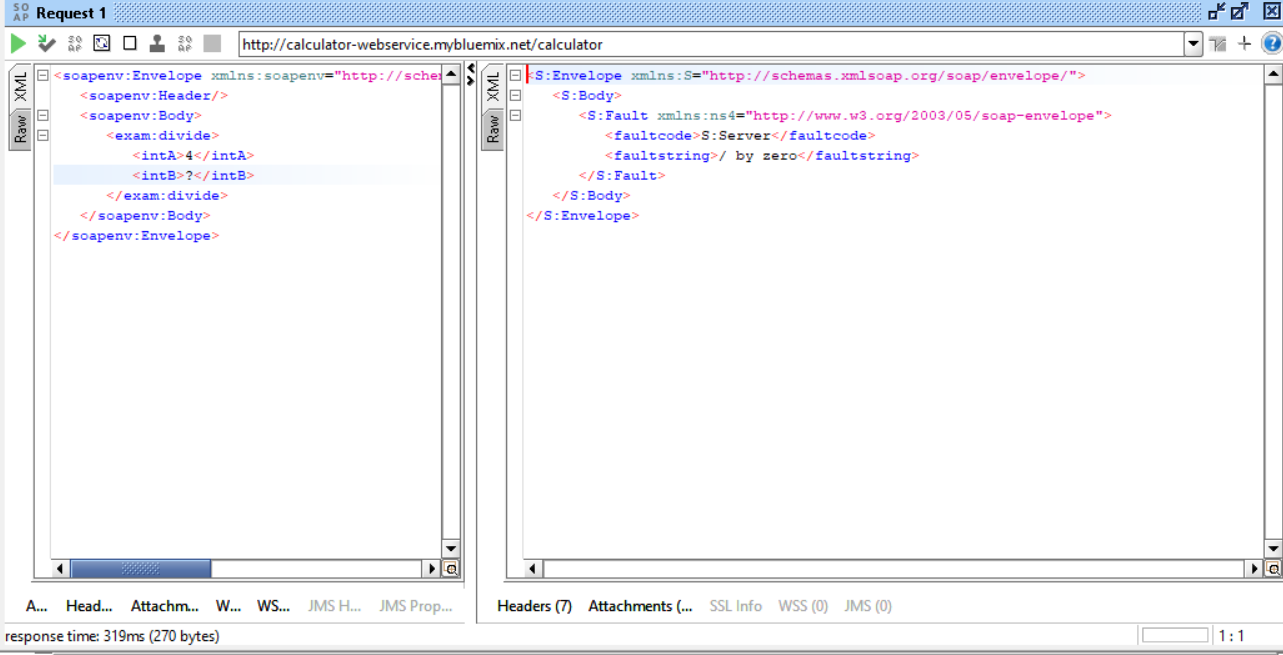 SO AP Request 1
SO AP SO AP http://calculator-webservice.mybluemix.net/calculator
XML
Raw
<soapenv:Envelope xmlns:soapenv="http://schem
<soapenv:Header/>
<soapenv:Body>
<exam:divide>
<intA>4</intA>
<intB>?</intB>
</exam:divide>
</soapenv:Body>
</soapenv:Envelope>
XML
Raw
<S:Envelope xmlns:S="http://schemas.xmlsoap.org/soap/envelope/">
<S:Body>
<S:Fault xmlns:ns4="http://www.w3.org/2003/05/soap-envelope">
<faultcode>S:Server</faultcode>
<faultstring>/ by zero</faultstring>
</S:Fault>
</S:Body>
</S:Envelope>
A... Head... Attachm... W... WS... JMS H... JMS Prop...
Headers (7) Attachments (... SSL Info WSS (0) JMS (0)
response time: 319ms (270 bytes)
1 : 1